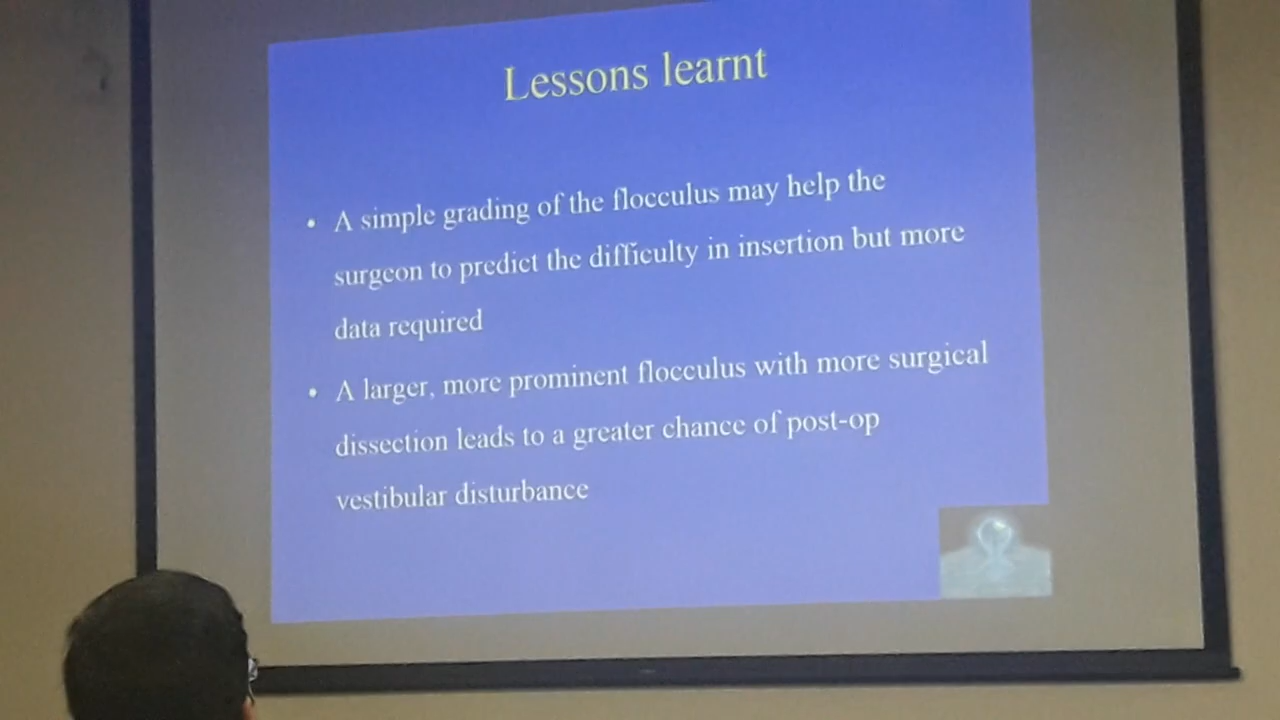 Lessons learnt
• A simple grading of the flocculus may help the
surgeon to predict the difficulty in insertion but more
data required
• A larger, more prominent flocculus with more surgical
dissection leads to a greater chance of post-op
vestibular disturbance